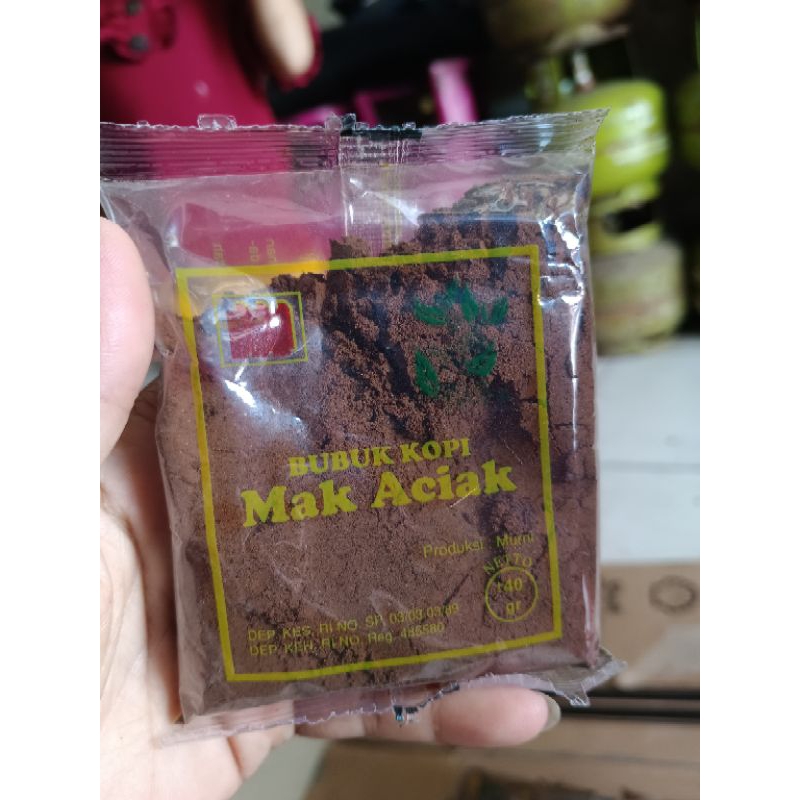 BUBUK KOPI
Mak Aciak
Produksi Murni
NETTO
140
gr
DEP. KES. RI NO. SP. 03/03.03/89
DEP. KEH. RI NO. Reg. 485580